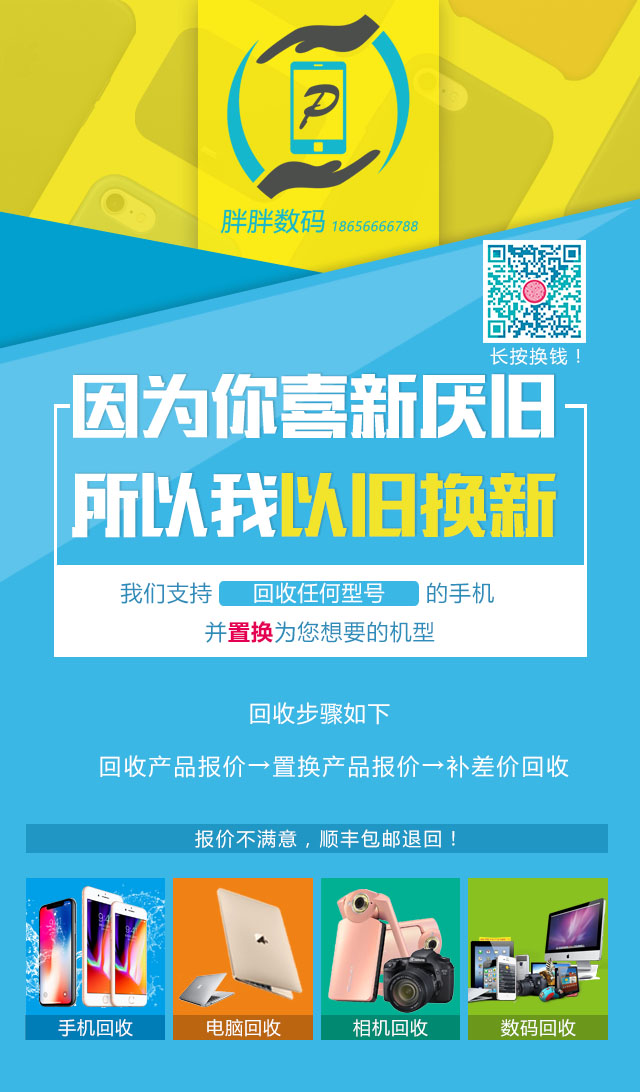 P
胖胖数码 18656666788
长按换钱！
因为你喜新厌旧
所以我以旧换新
我们支持 回收任何型号 的手机
并置换为您想要的机型
回收步骤如下
回收产品报价→置换产品报价→补差价回收
报价不满意，顺丰包邮退回！
手机回收 电脑回收 相机回收 数码回收